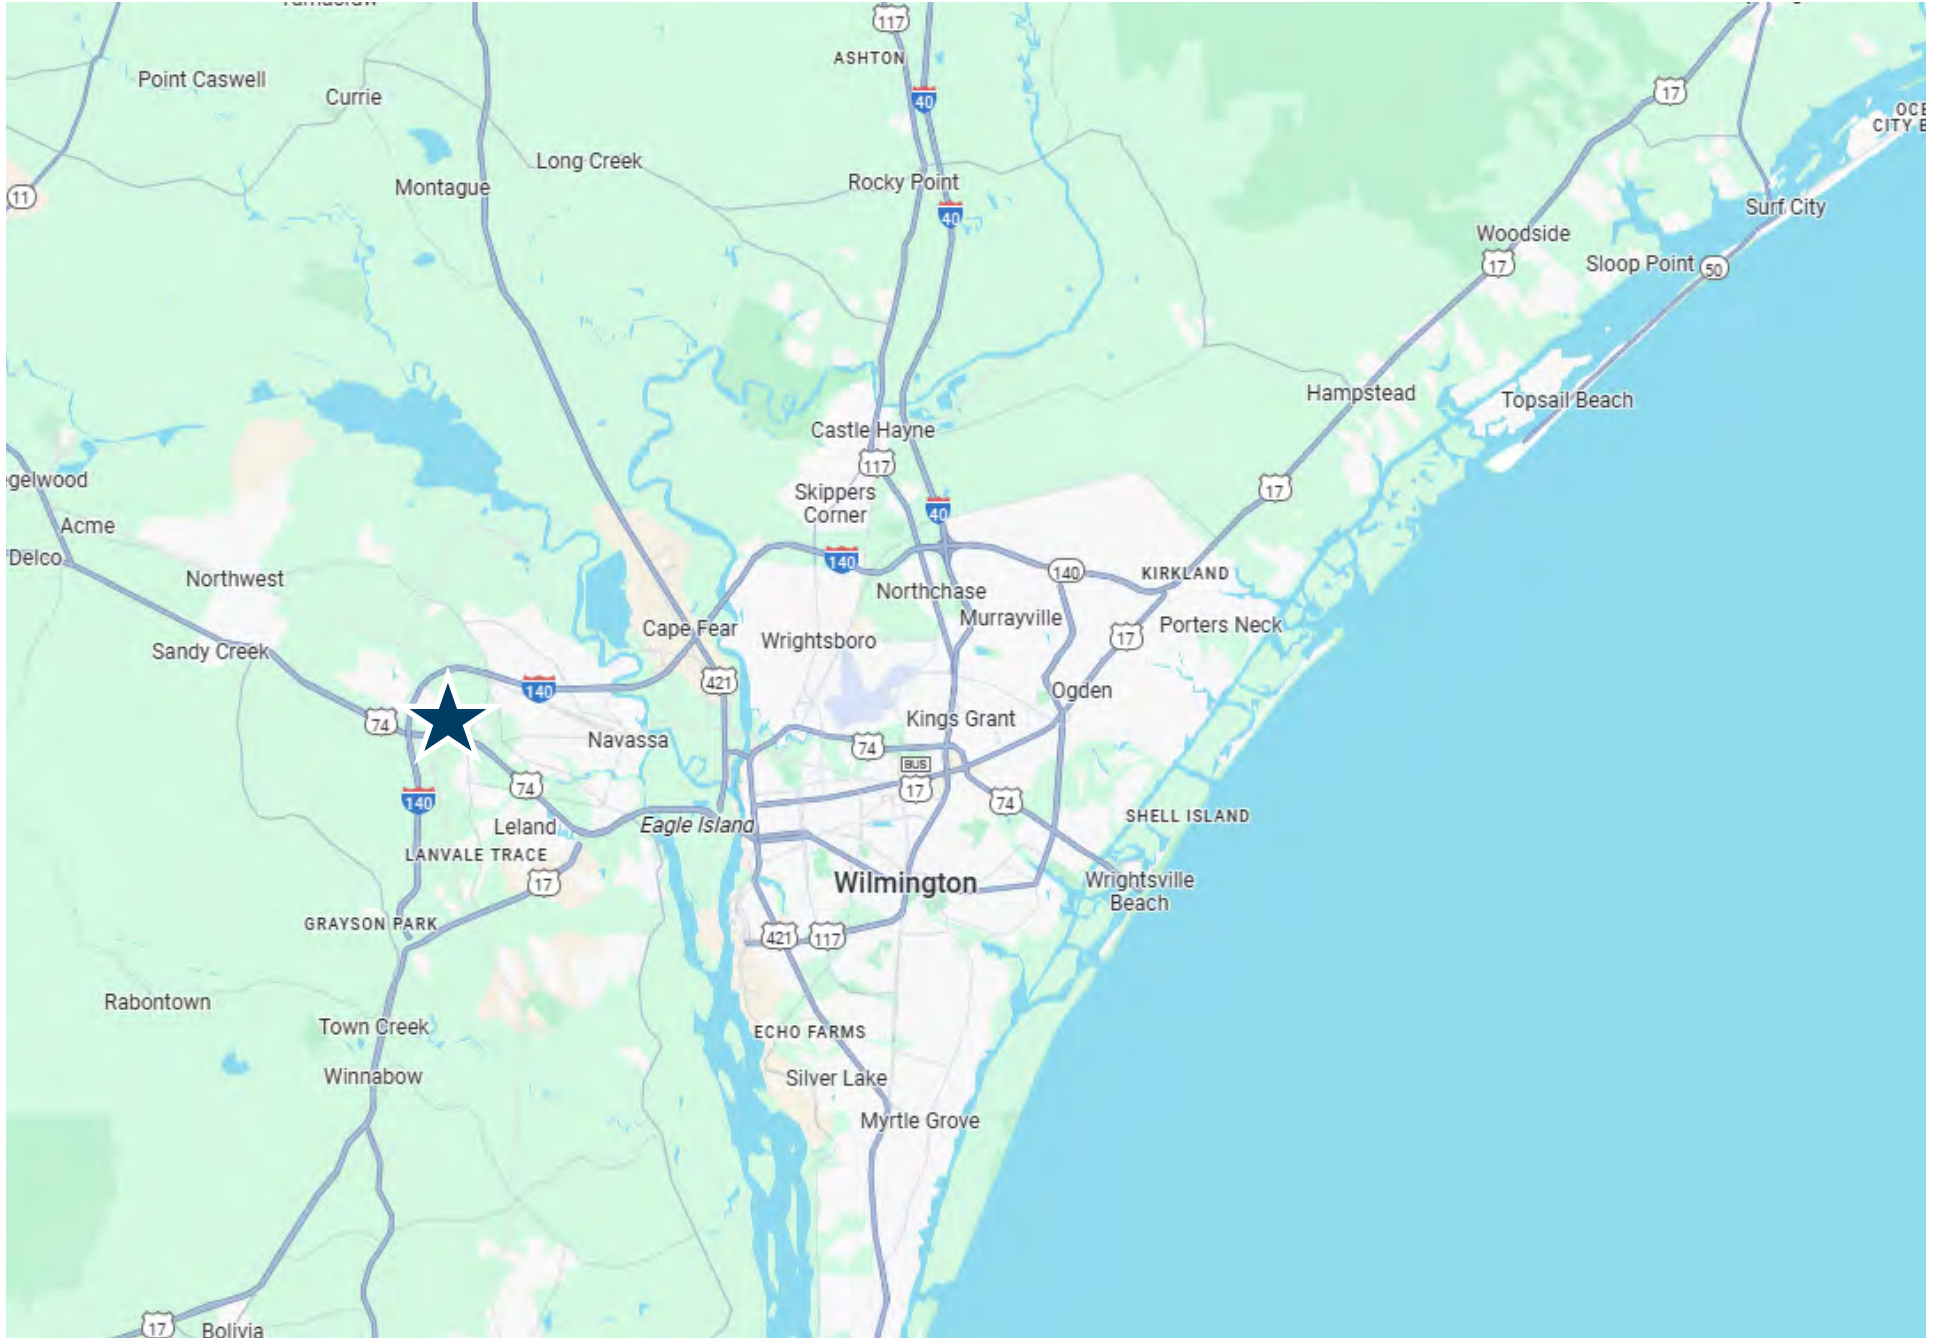 117
ASHTON
Point Caswell
Currie
40
17
Long Creek
Montague
Rocky Point
11
40
Surf City
Woodside
17
Sloop Point
50
Hampstead
Topsail Beach
Castle Hayne
117
Skippers
Corner
17
40
Acme
Delco
140
140
KIRKLAND
Northwest
Northchase
Murrayville
Porters Neck
Cape Fear
Wrightsboro
17
Sandy Creek
421
140
Ogden
74
Kings Grant
Navassa
74
BUS
17
74
74
140
SHELL ISLAND
Leland
Eagle Island
LANVALE TRACE
17
Wilmington
Wrightsville
Beach
GRAYSON PARK
421
117
Rabontown
Town Creek
ECHO FARMS
Winnabow
Silver Lake
Myrtle Grove
17
Bolivia